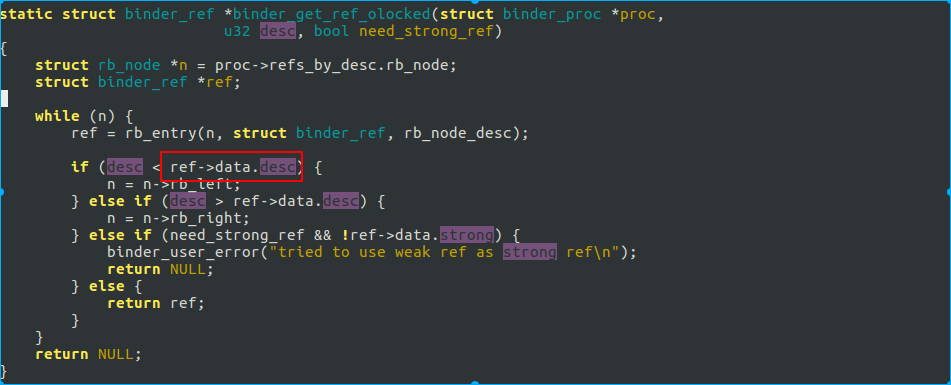 static struct binder_ref *binder_get_ref_olocked(struct binder_proc *proc,
                         u32 desc, bool need_strong_ref)
{
    struct rb_node *n = proc->refs_by_desc.rb_node;
    struct binder_ref *ref;

    while (n) {
        ref = rb_entry(n, struct binder_ref, rb_node_desc);

        if (desc < ref->data.desc) {
            n = n->rb_left;
        } else if (desc > ref->data.desc) {
            n = n->rb_right;
        } else if (need_strong_ref && !ref->data.strong) {
            binder_user_error("tried to use weak ref as strong ref\n");
            return NULL;
        } else {
            return ref;
        }
    }
    return NULL;
}